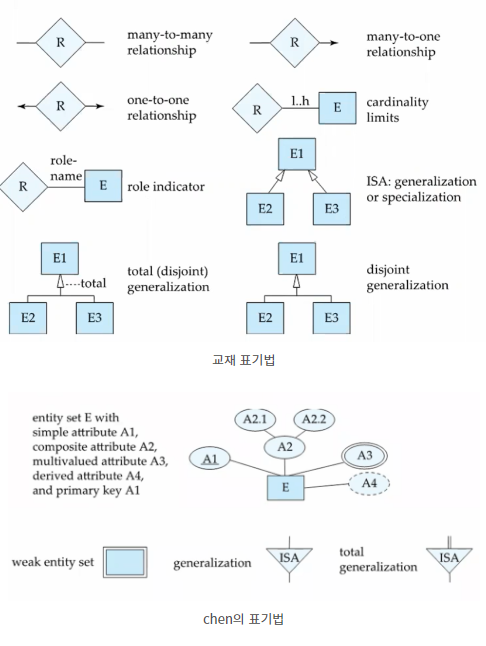 R
many-to-many
relationship
R
many-to-one
relationship
R
one-to-one
relationship
R
1..h
E
cardinality
limits
R
role-
name
E
role indicator
E1
E2
E3
ISA: generalization
or specialization
E1
total
E2
E3
total (disjoint)
generalization
E1
E2
E3
disjoint
generalization
교재 표기법
entity set E with
simple attribute A1,
composite attribute A2,
multivalued attribute A3,
derived attribute A4,
and primary key A1
A2.1
A2.2
A1
A2
A3
E
A4
weak entity set
generalization
ISA
total
generalization
ISA
chen의 표기법